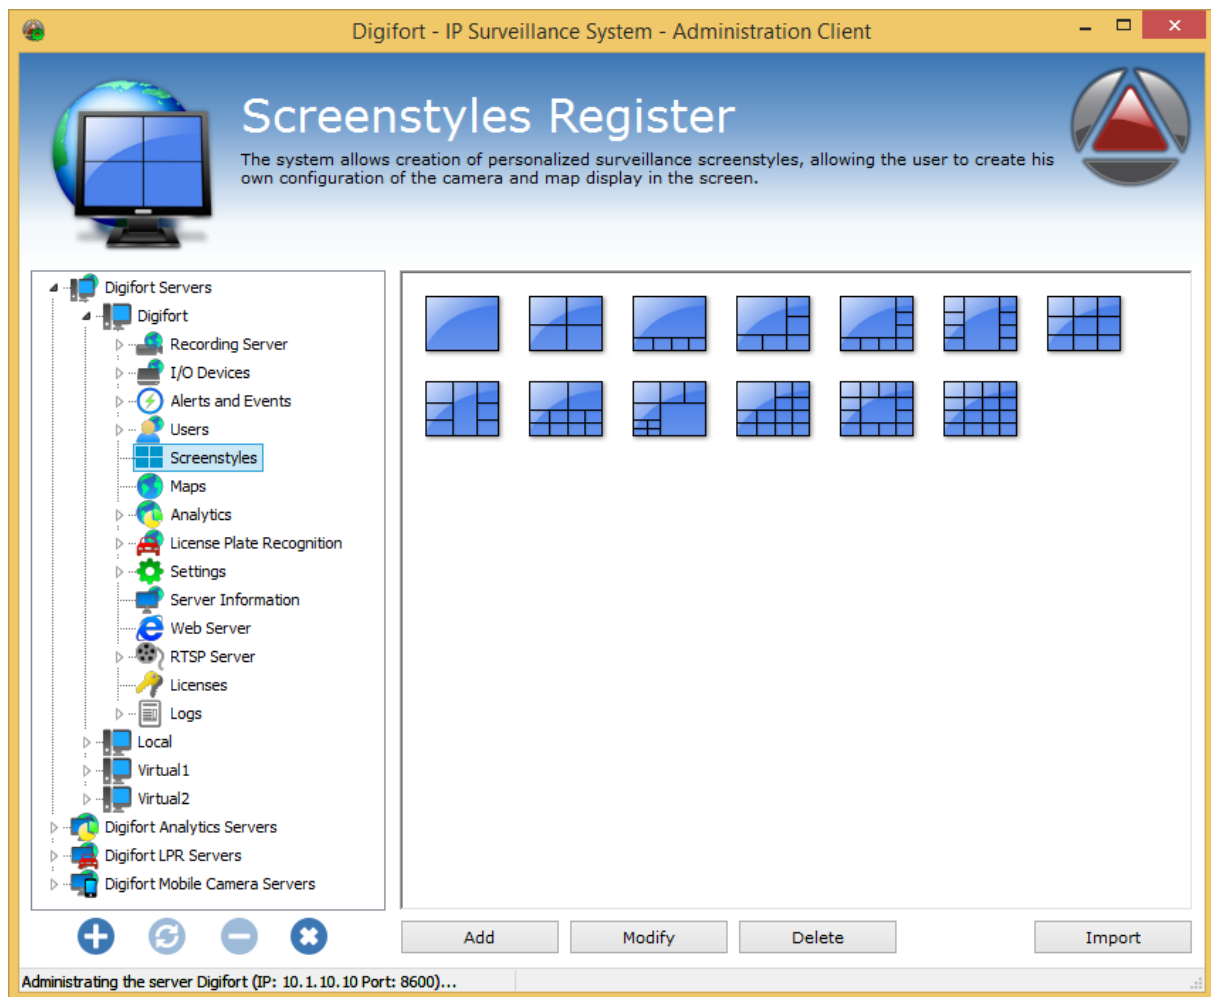 Digifort - IP Surveillance System - Administration Client
Screenstyles Register
The system allows creation of personalized surveillance screenstyles, allowing the user to create his
own configuration of the camera and map display in the screen.
Digifort Servers
Digifort
Recording Server
I/O Devices
Alerts and Events
Users
Screenstyles
Maps
Analytics
License Plate Recognition
Settings
Server Information
Web Server
RTSP Server
Licenses
Logs
Local
Virtual1
Virtual2
Digifort Analytics Servers
Digifort LPR Servers
Digifort Mobile Camera Servers
Add
Modify
Delete
Import
Administrating the server Digifort (IP: 10.1.10.10 Port: 8600)...